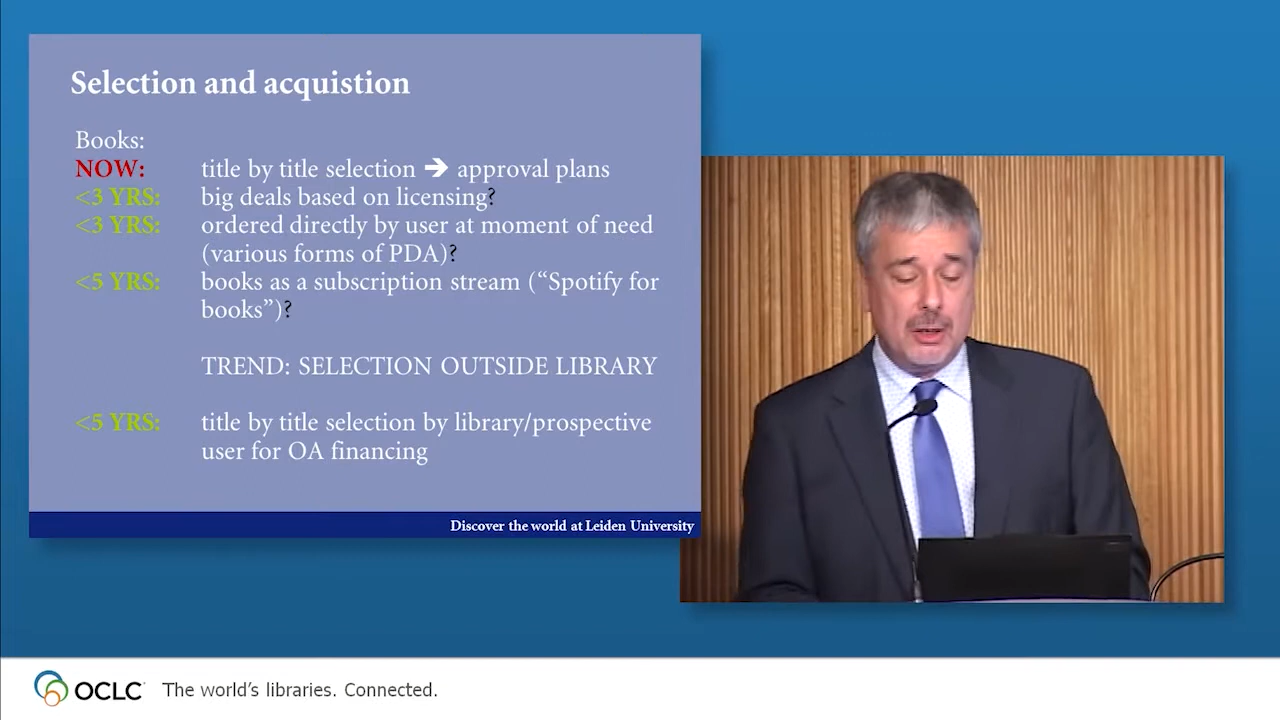 Selection and acquistion
Books:
NOW: title by title selection ➔ approval plans
<3 YRS: big deals based on licensing?
<3 YRS: ordered directly by user at moment of need
(various forms of PDA)?
<5 YRS: books as a subscription stream (“Spotify for
books”)?
TREND: SELECTION OUTSIDE LIBRARY
<5 YRS: title by title selection by library/prospective
user for OA financing
Discover the world at Leiden University
OCLC The world’s libraries. Connected.